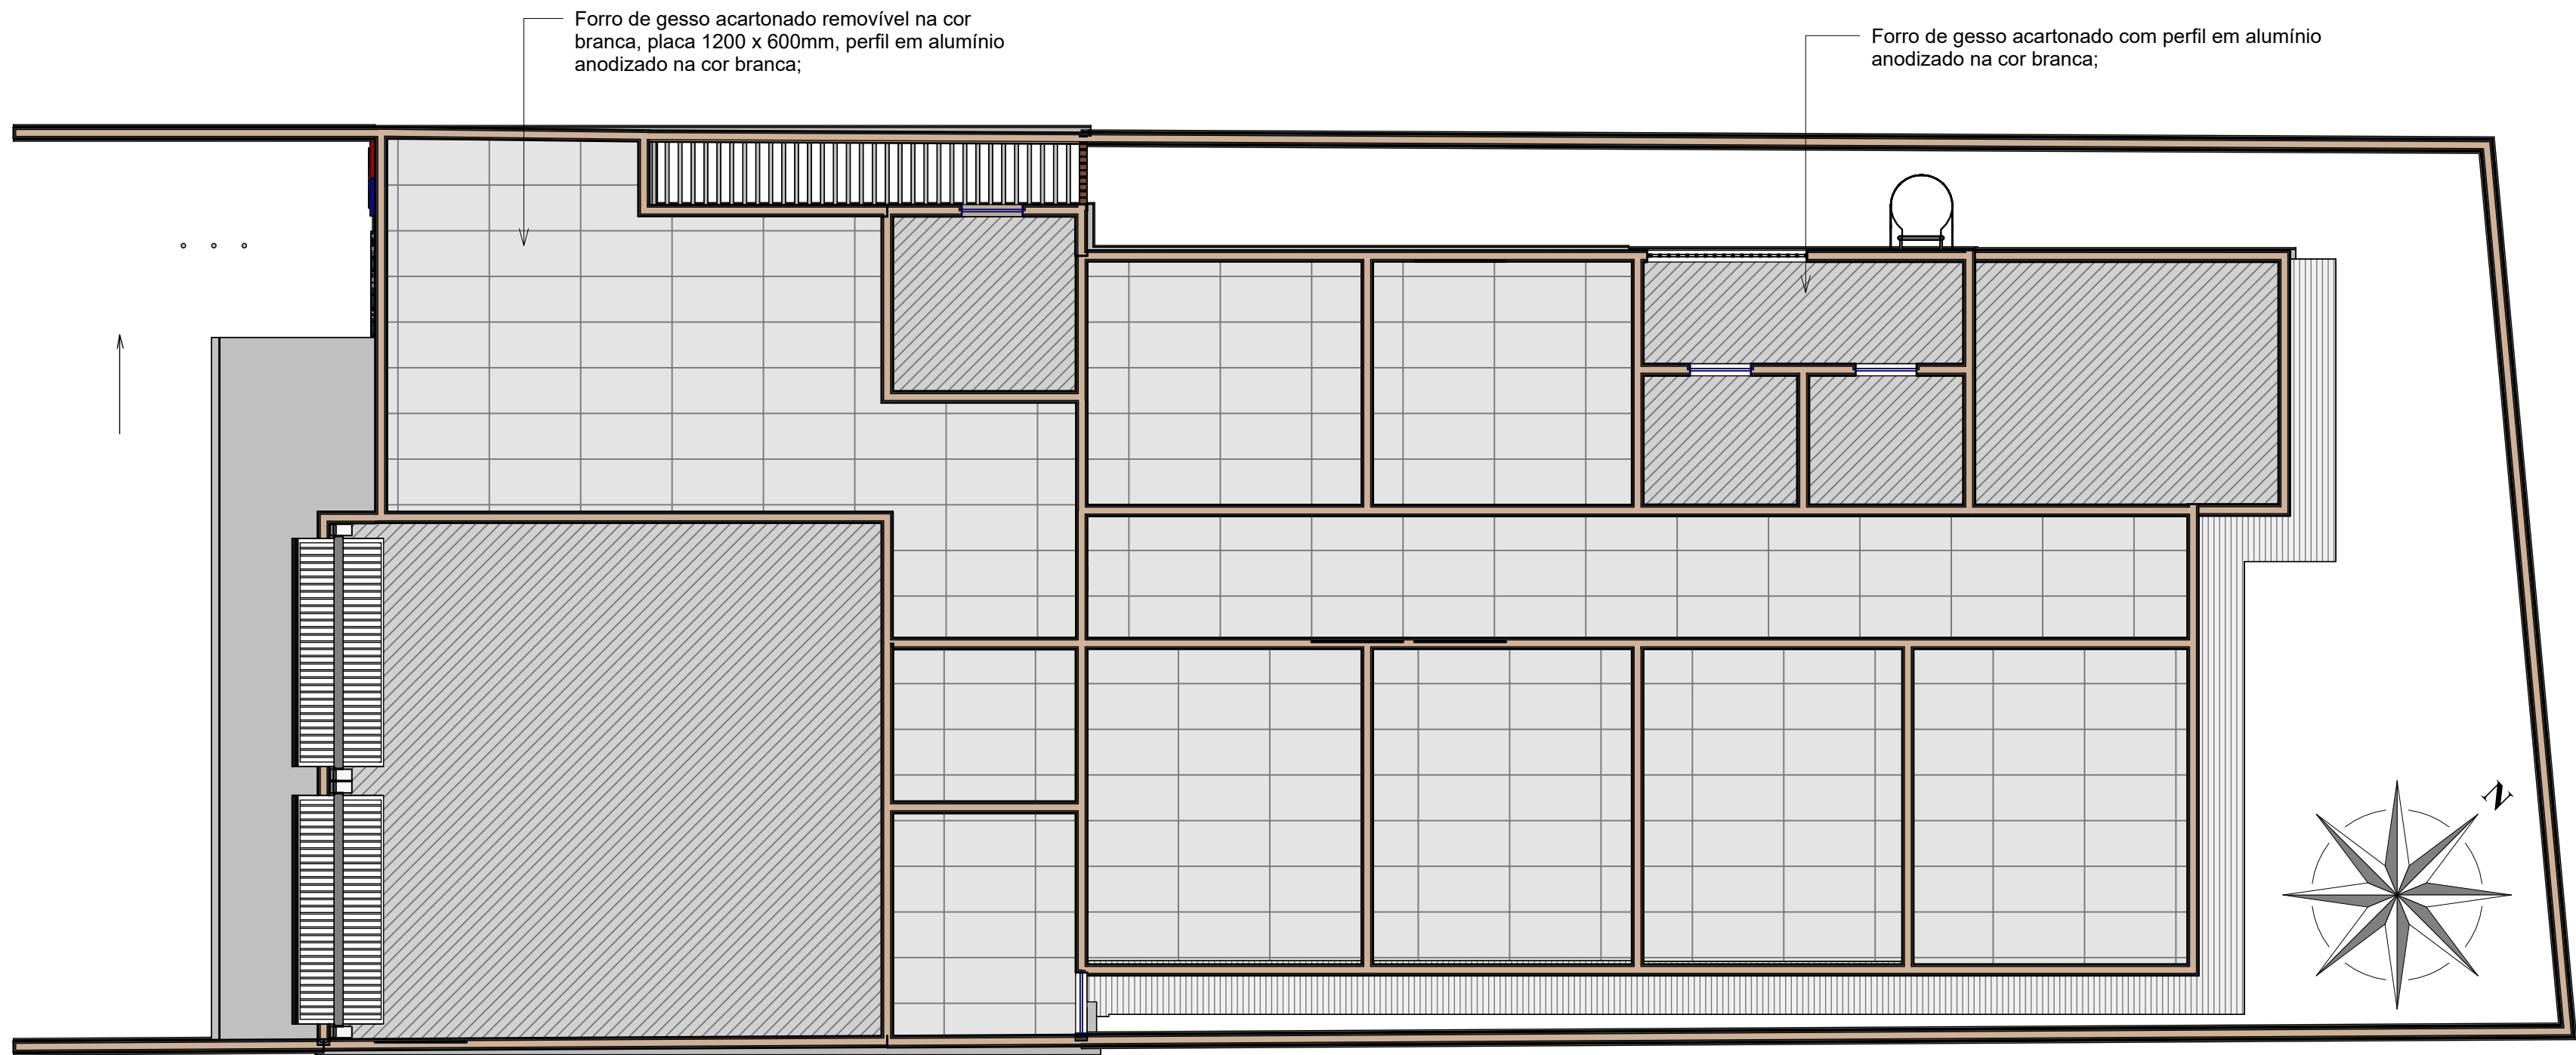 Forro de gesso acartonado removível na cor
branca, placa 1200 x 600mm, perfil em alumínio
anodizado na cor branca;
Forro de gesso acartonado com perfil em alumínio
anodizado na cor branca;
N